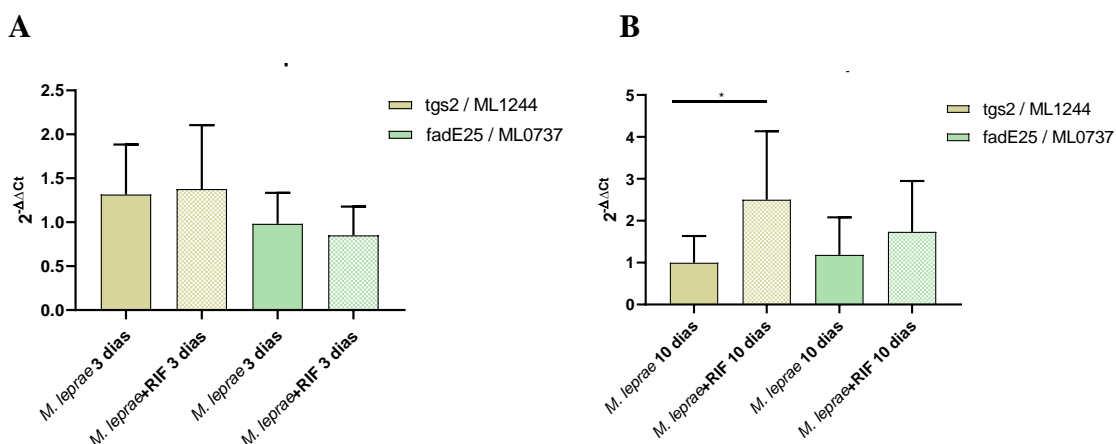 A
2.5
2.0
1.5
1.0
0.5
0.0
2-ΔΔCt
tgs2 / ML1244
fadE25 / ML0737
M. leprae 3 dias
M. leprae+RIF 3 dias
M. leprae 3 dias
M. leprae+RIF 3 dias
B
5
4
3
2
1
0
2-ΔΔCt
*
tgs2 / ML1244
fadE25 / ML0737
M. leprae 10 dias
M. leprae+RIF 10 dias
M. leprae 10 dias
M. leprae+RIF 10 dias